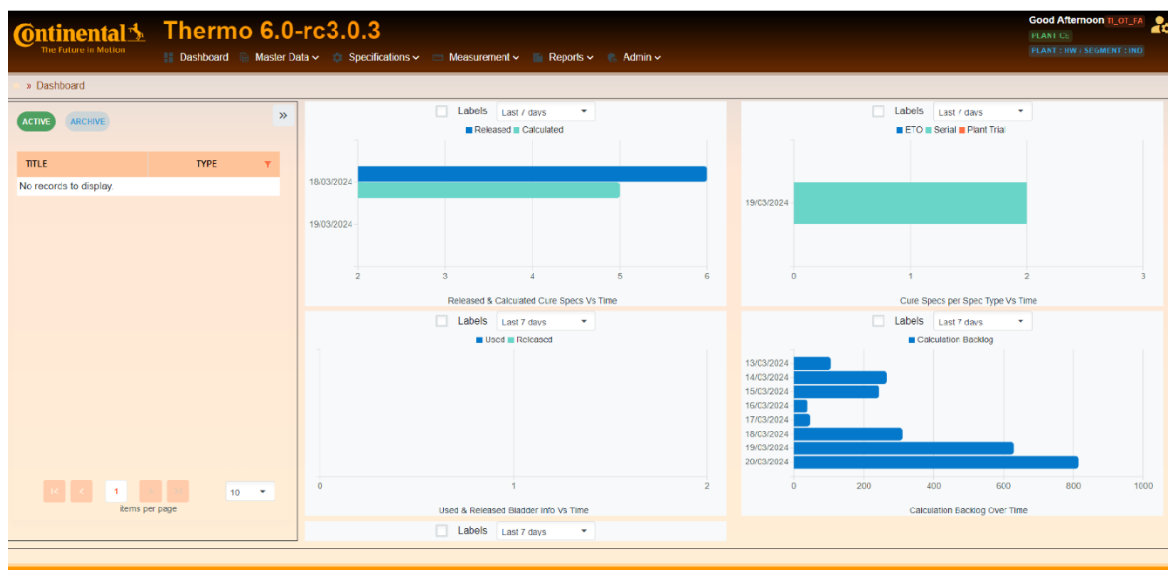 Continental
The Future in Motion
Thermo 6.0-rc3.0.3
Dashboard Master Data Specifications Measurement Reports Admin
Good Afternoon TI_OT_FA
PLANT CE
PLANT : HW : SEGMENT : IND
» Dashboard
ACTIVE ARCHIVE »
TITLE TYPE
No records to display.
1 10
items per page
Labels Last 7 days
Released Calculated
18/03/2024
19/03/2024
2 3 4 5 6
Released & Calculated Cure Specs Vs Time
Labels Last 7 days
ETO Serial Plant Trial
19/03/2024
0 1 2 3
Cure Specs per Spec Type Vs Time
Labels Last 7 days
Used Released
0 1 2
Used & Released Bladder Info Vs Time
Labels Last 7 days
Calculation Backlog
13/03/2024
14/03/2024
15/03/2024
16/03/2024
17/03/2024
18/03/2024
19/03/2024
20/03/2024
0 200 400 600 800 1000
Calculation Backlog Over Time
Labels Last 7 days